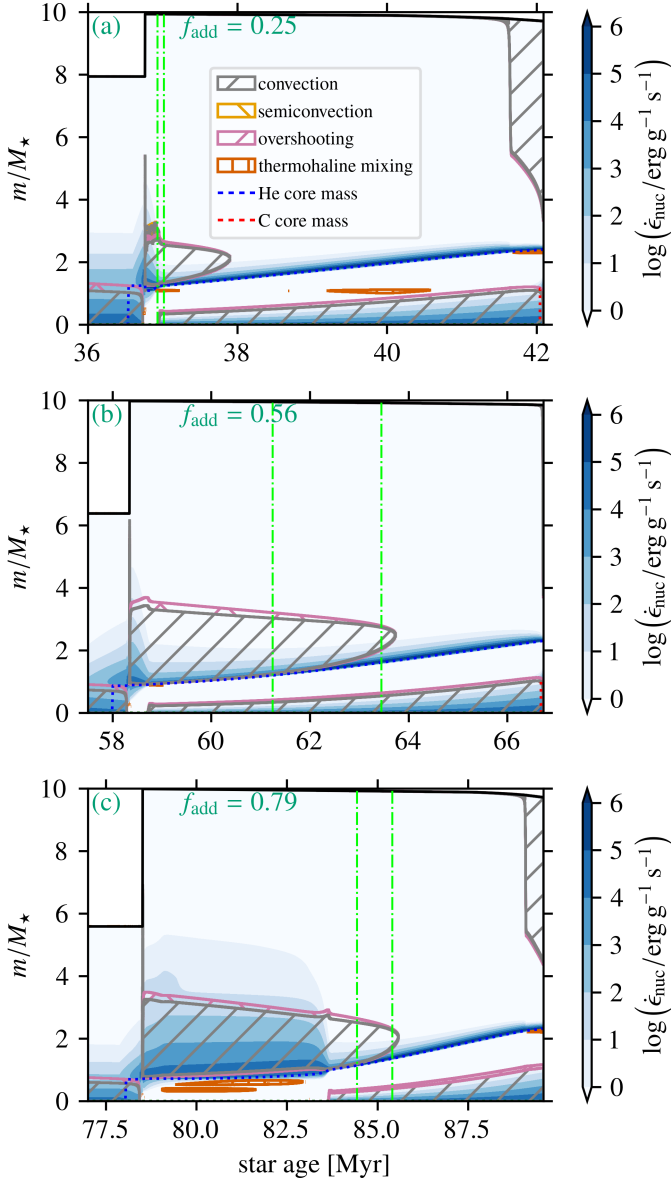 (a) f_add = 0.25
convection
semiconvection
overshooting
thermohaline mixing
He core mass
C core mass
10
8
6
4
2
0
m/M⋆
36 38 40 42
6
5
4
3
2
1
0
log(ϵ̇_nuc/erg g⁻¹ s⁻¹)
(b) f_add = 0.56
10
8
6
4
2
0
m/M⋆
58 60 62 64 66
6
5
4
3
2
1
0
log(ϵ̇_nuc/erg g⁻¹ s⁻¹)
(c) f_add = 0.79
10
8
6
4
2
0
m/M⋆
77.5 80.0 82.5 85.0 87.5
star age [Myr]
6
5
4
3
2
1
0
log(ϵ̇_nuc/erg g⁻¹ s⁻¹)